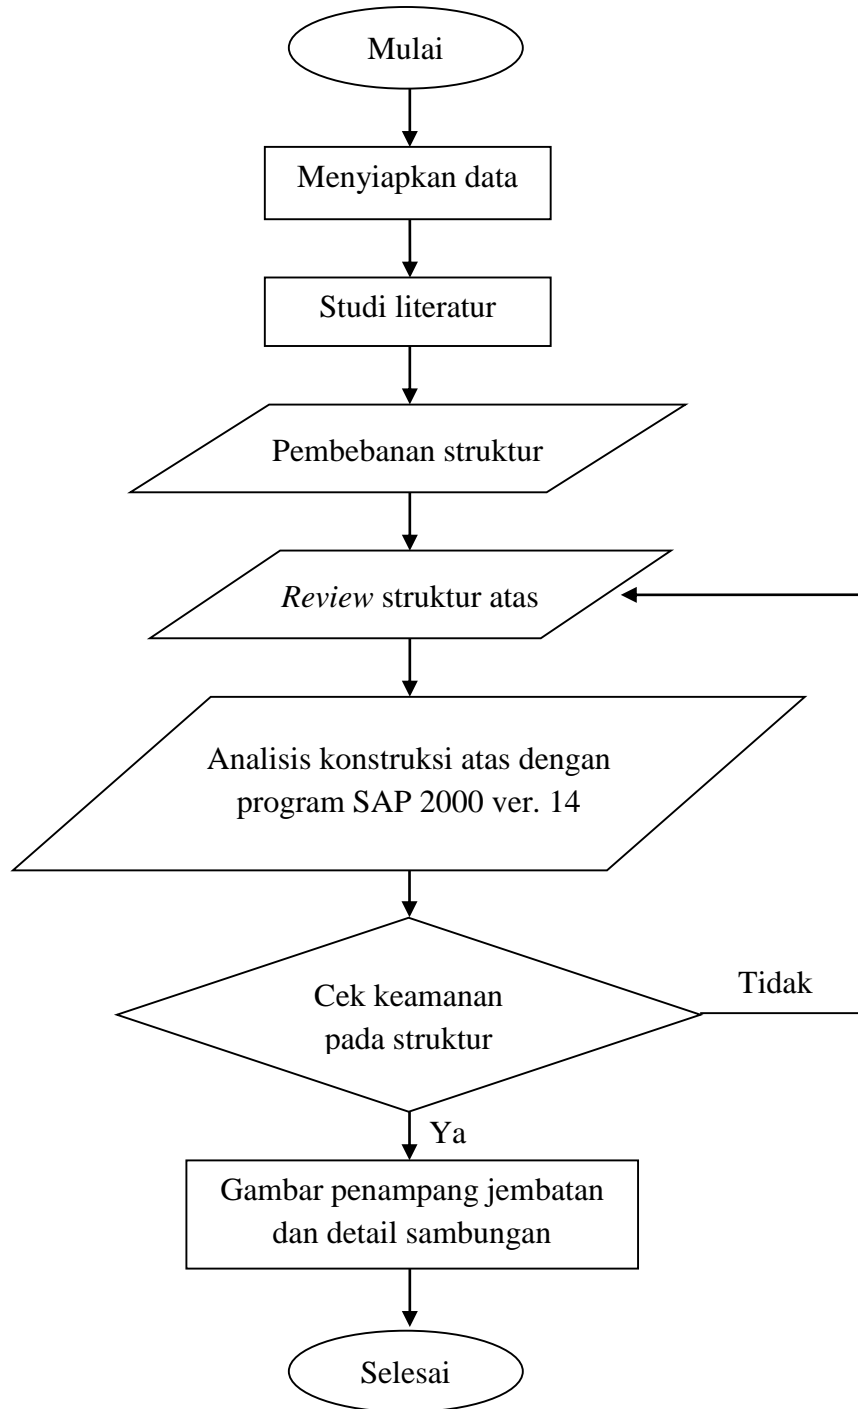 Mulai
Menyiapkan data
Studi literatur
Pembebanan struktur
Review struktur atas
Analisis konstruksi atas dengan
program SAP 2000 ver. 14
Cek keamanan
pada struktur
Tidak
Ya
Gambar penampang jembatan
dan detail sambungan
Selesai